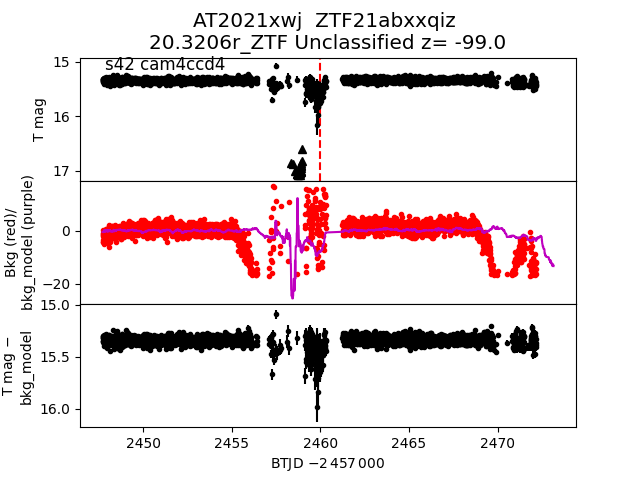 AT2021xwj  ZTF21abxxqiz
20.3206r_ZTF Unclassified z= -99.0
s42 cam4ccd4
15
16
17
T mag
0
−20
Bkg (red)/
bkg_model (purple)
15.0
15.5
16.0
T mag −
bkg_model
2450
2455
2460
2465
2470
BTJD −2 457 000